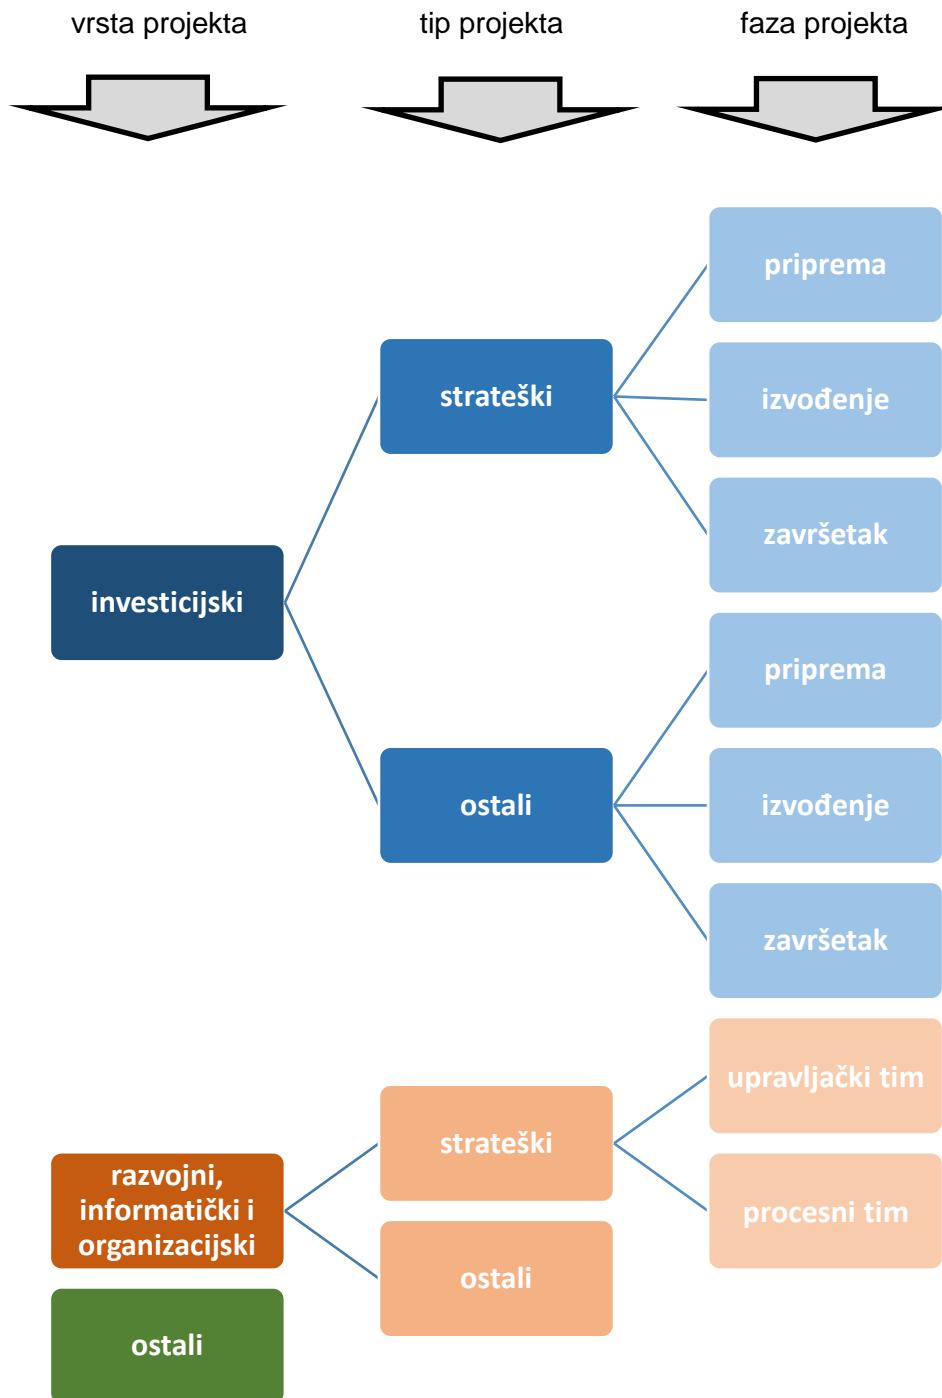 vrsta projekta
tip projekta
faza projekta
priprema
strateški
izvođenje
završetak
investicijski
priprema
ostali
izvođenje
završetak
upravljački tim
strateški
razvojni,
informatički i
organizacijski
procesni tim
ostali
ostali